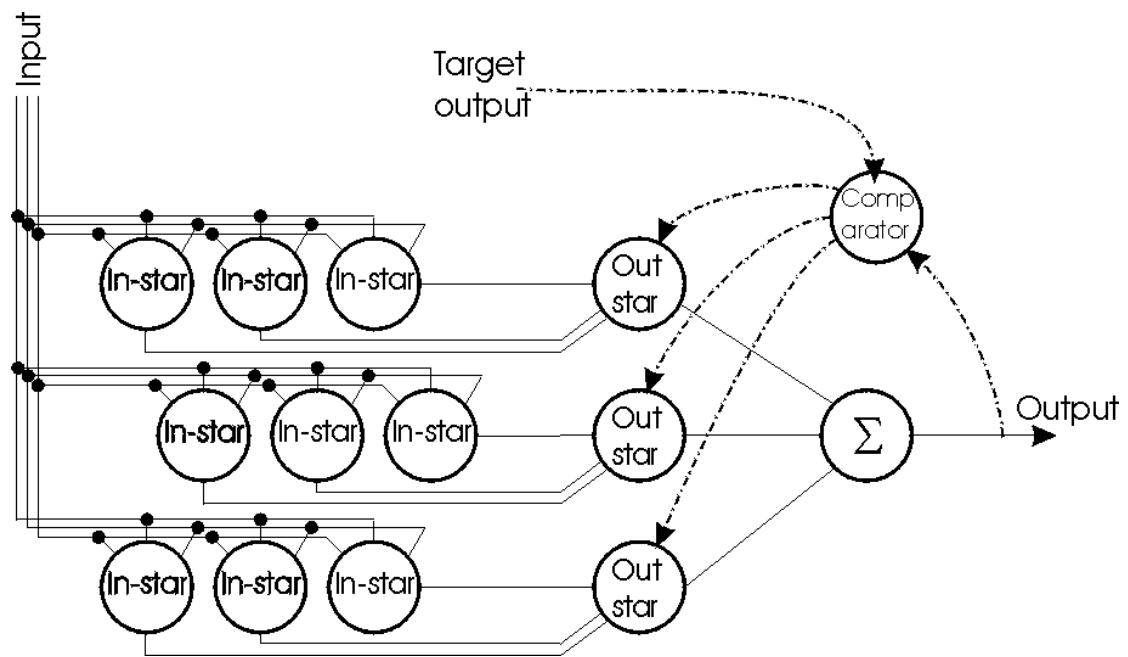 Input
Target
output
Comp
arator
In-star
In-star
In-star
Out
star
In-star
In-star
In-star
Out
star
Σ
Output
In-star
In-star
In-star
Out
star